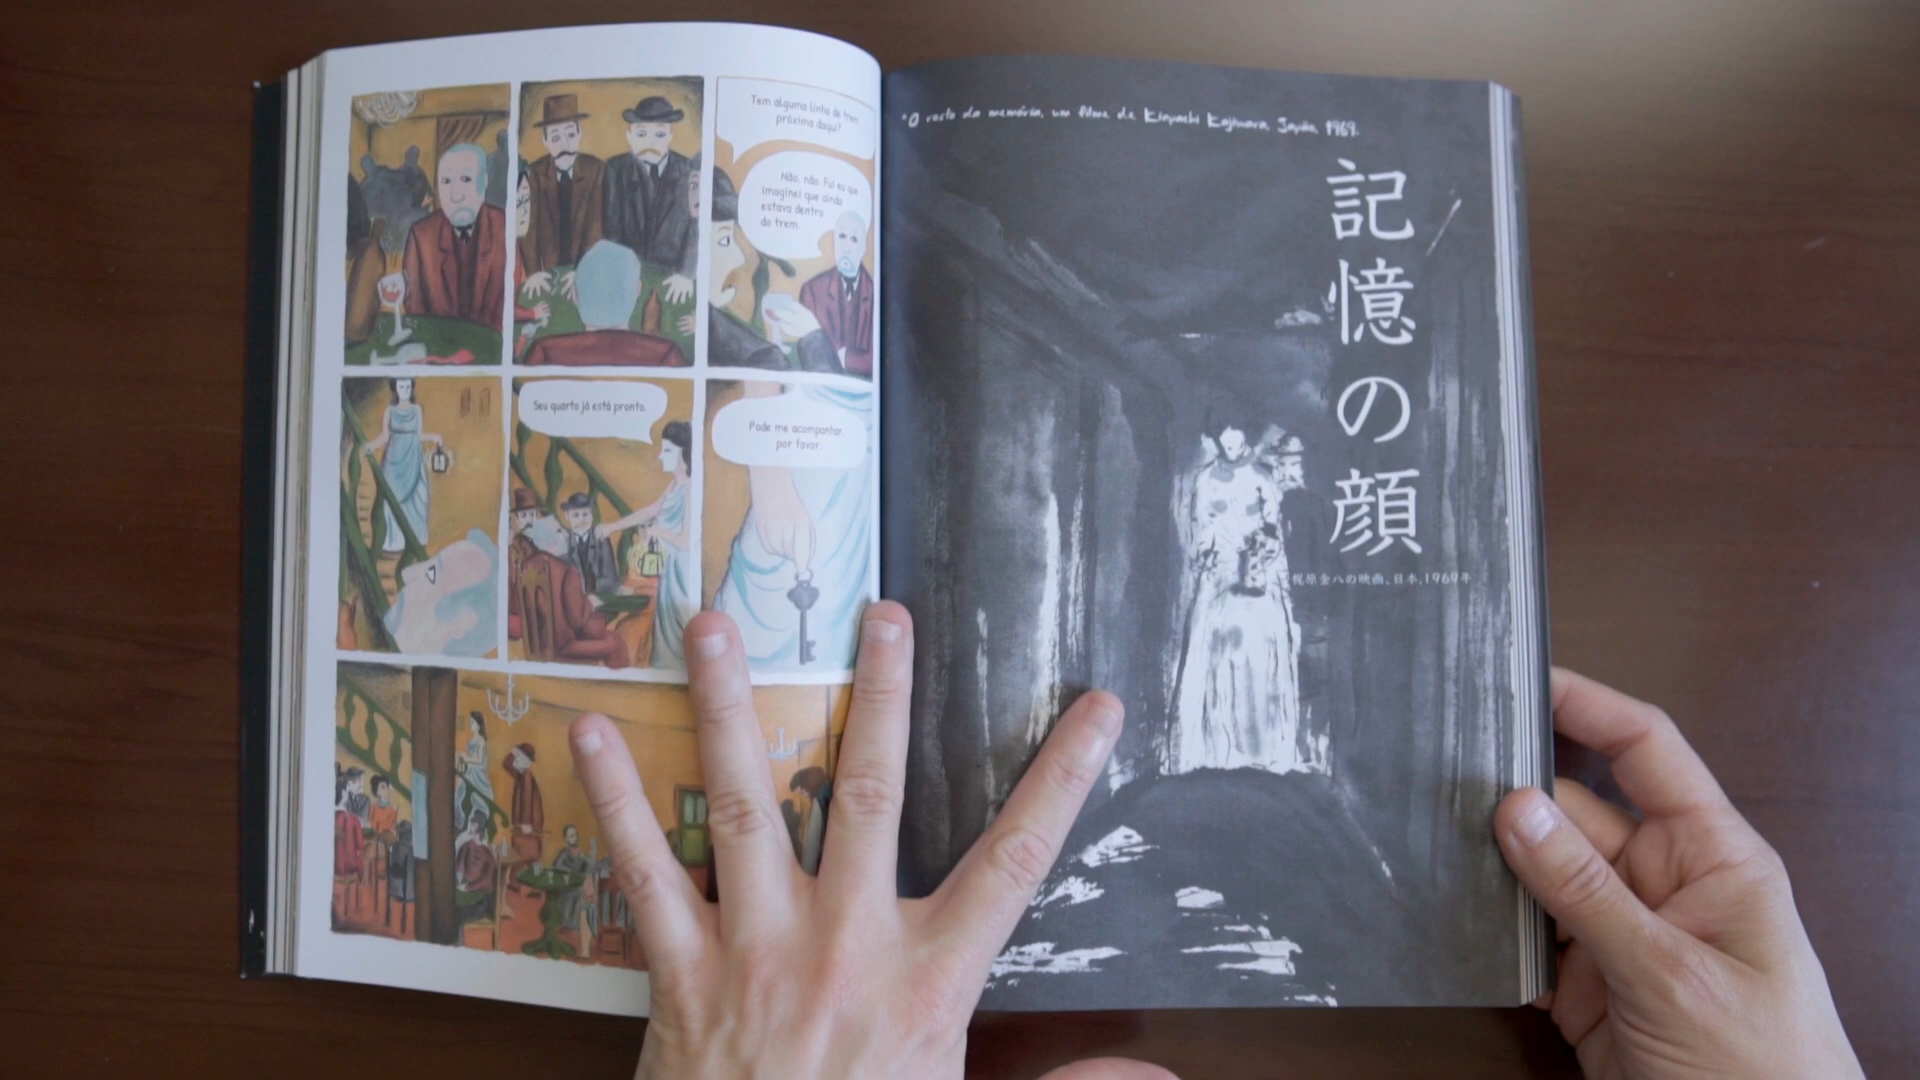 Tem alguma linha de trem
próxima daqui?
Não, não. Fui eu que
imaginei que ainda
estava dentro
do trem.
Seu quarto já está pronto.
Pode me acompanhar,
por favor.
"O rosto da memória, um filme de Kinpachi Kajiwara, Japão, 1969.
記憶の顔
梶原金八の映画、日本、1969年